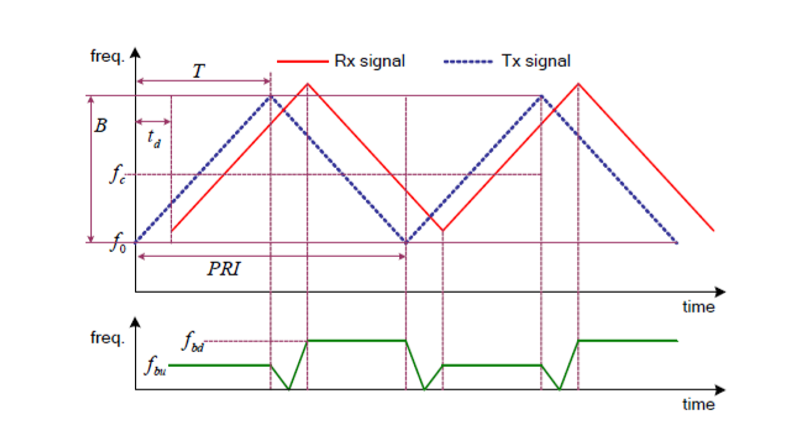 freq.
Rx signal
Tx signal
T
B
t_d
f_c
f_0
PRI
time
freq.
f_bd
f_bu
time